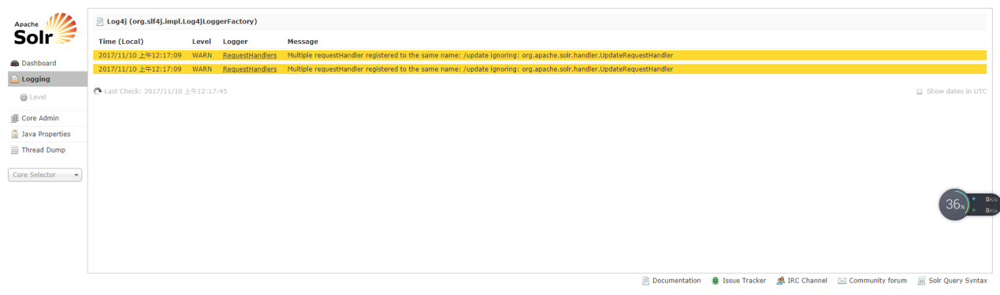 Apache
Solr
Dashboard
Logging
Level
Core Admin
Java Properties
Thread Dump
Core Selector
Log4j (org.slf4j.impl.Log4jLoggerFactory)
Time (Local) Level Logger Message
2017/11/10 上午12:17:09 WARN RequestHandlers Multiple requestHandler registered to the same name: /update ignoring: org.apache.solr.handler.UpdateRequestHandler
2017/11/10 上午12:17:09 WARN RequestHandlers Multiple requestHandler registered to the same name: /update ignoring: org.apache.solr.handler.UpdateRequestHandler
Last Check: 2017/11/10 上午12:17:45
Show dates in UTC
36%
0K/s
0K/s
Documentation Issue Tracker IRC Channel Community forum Solr Query Syntax